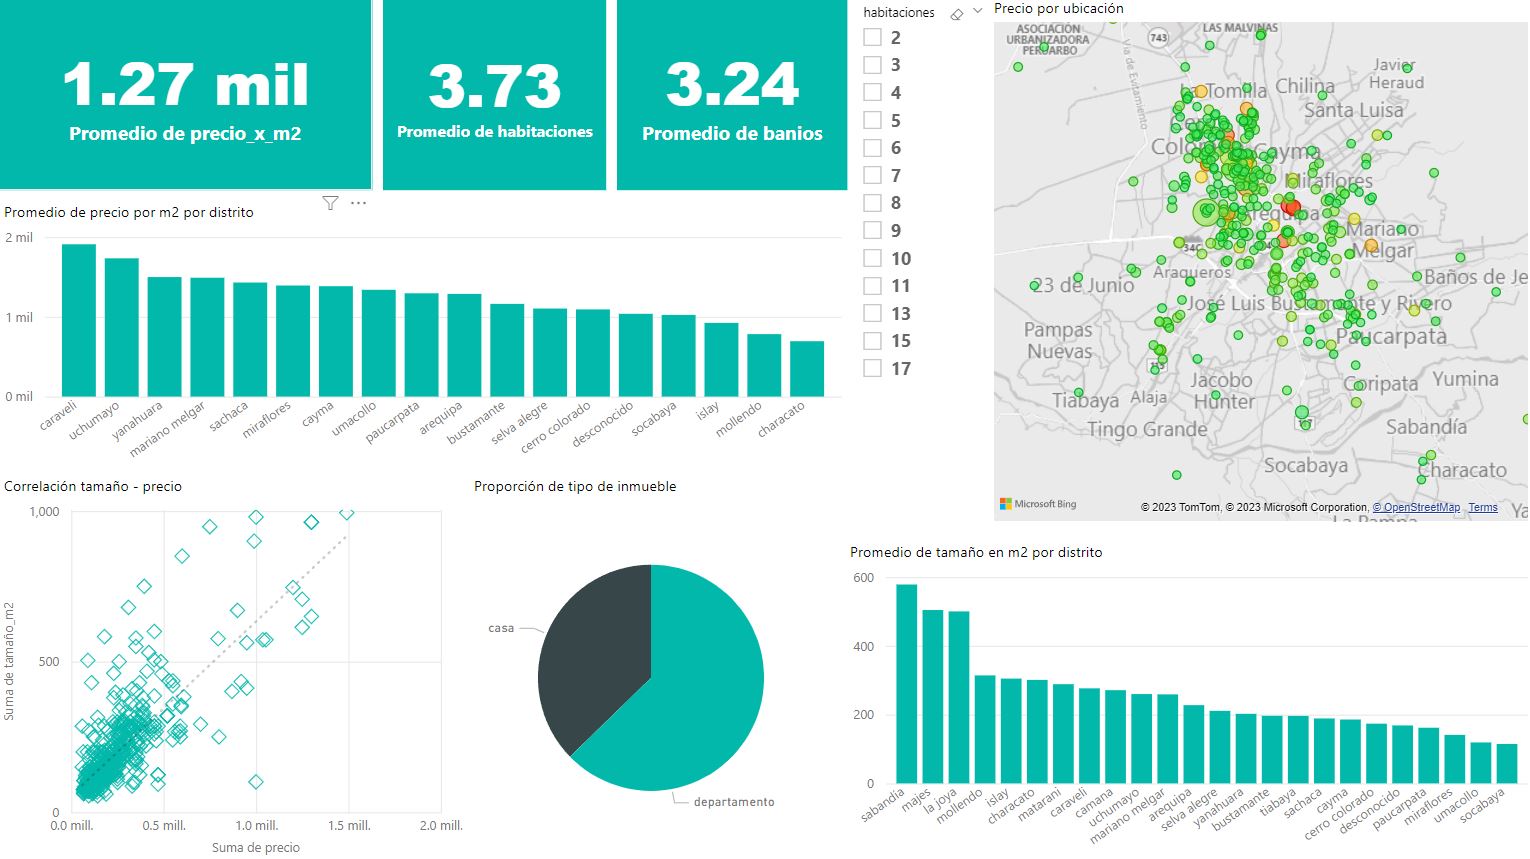 1.27 mil
Promedio de precio_x_m2
3.73
Promedio de habitaciones
3.24
Promedio de banios
habitaciones
2
3
4
5
6
7
8
9
10
11
13
15
17
Precio por ubicación
ASOCIACIÓN
URBANIZADORA
PERUARBO
743
LAS MALVINAS
Vía de Evitamiento
La Tomilla
Chilina
Javier
Heraud
Santa Luisa
Cayma
Miraflores
Arequipa
Mariano
Melgar
34C
Araqueros
23 de Junio
Baños de Je
José Luis Bustamante y Rivero
Pampas
Nuevas
Paucarpata
Jacobo
Hunter
Coripata
Yumina
Tiabaya
Alaja
Tingo Grande
Sabandía
Socabaya
Characato
La Pampa
Ya
Microsoft Bing
© 2023 TomTom, © 2023 Microsoft Corporation, © OpenStreetMap Terms
Promedio de precio por m2 por distrito
2 mil
1 mil
0 mil
caraveli
uchumayo
yanahuara
mariano melgar
sachaca
miraflores
cayma
umacollo
paucarpata
arequipa
bustamante
selva alegre
cerro colorado
desconocido
socabaya
islay
mollendo
characato
Correlación tamaño - precio
Suma de tamaño_m2
1,000
500
0
0.0 mill.
0.5 mill.
1.0 mill.
1.5 mill.
2.0 mill.
Suma de precio
Proporción de tipo de inmueble
casa
departamento
Promedio de tamaño en m2 por distrito
600
400
200
0
sabandia
majes
la joya
mollendo
islay
characato
matarani
caraveli
camana
uchumayo
mariano melgar
arequipa
selva alegre
yanahuara
bustamante
tiabaya
sachaca
cayma
cerro colorado
desconocido
paucarpata
miraflores
umacollo
socabaya